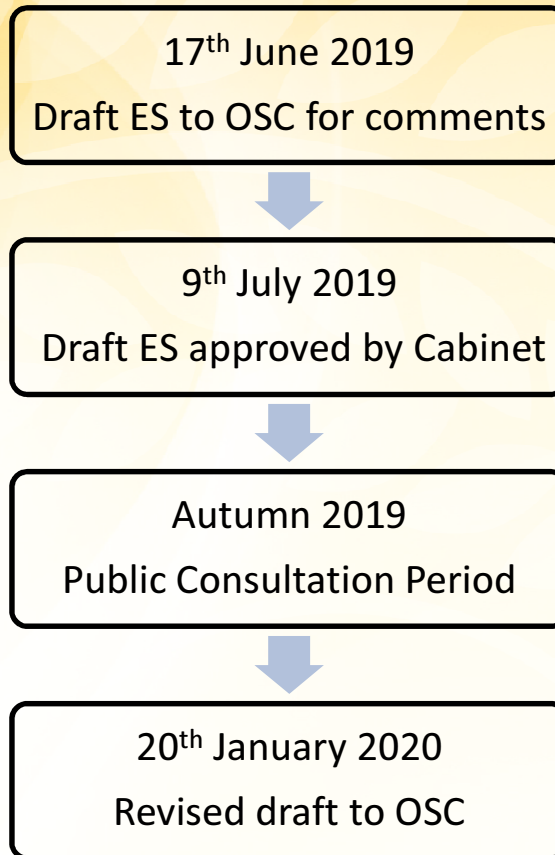 17th June 2019
Draft ES to OSC for comments
9th July 2019
Draft ES approved by Cabinet
Autumn 2019
Public Consultation Period
20th January 2020
Revised draft to OSC